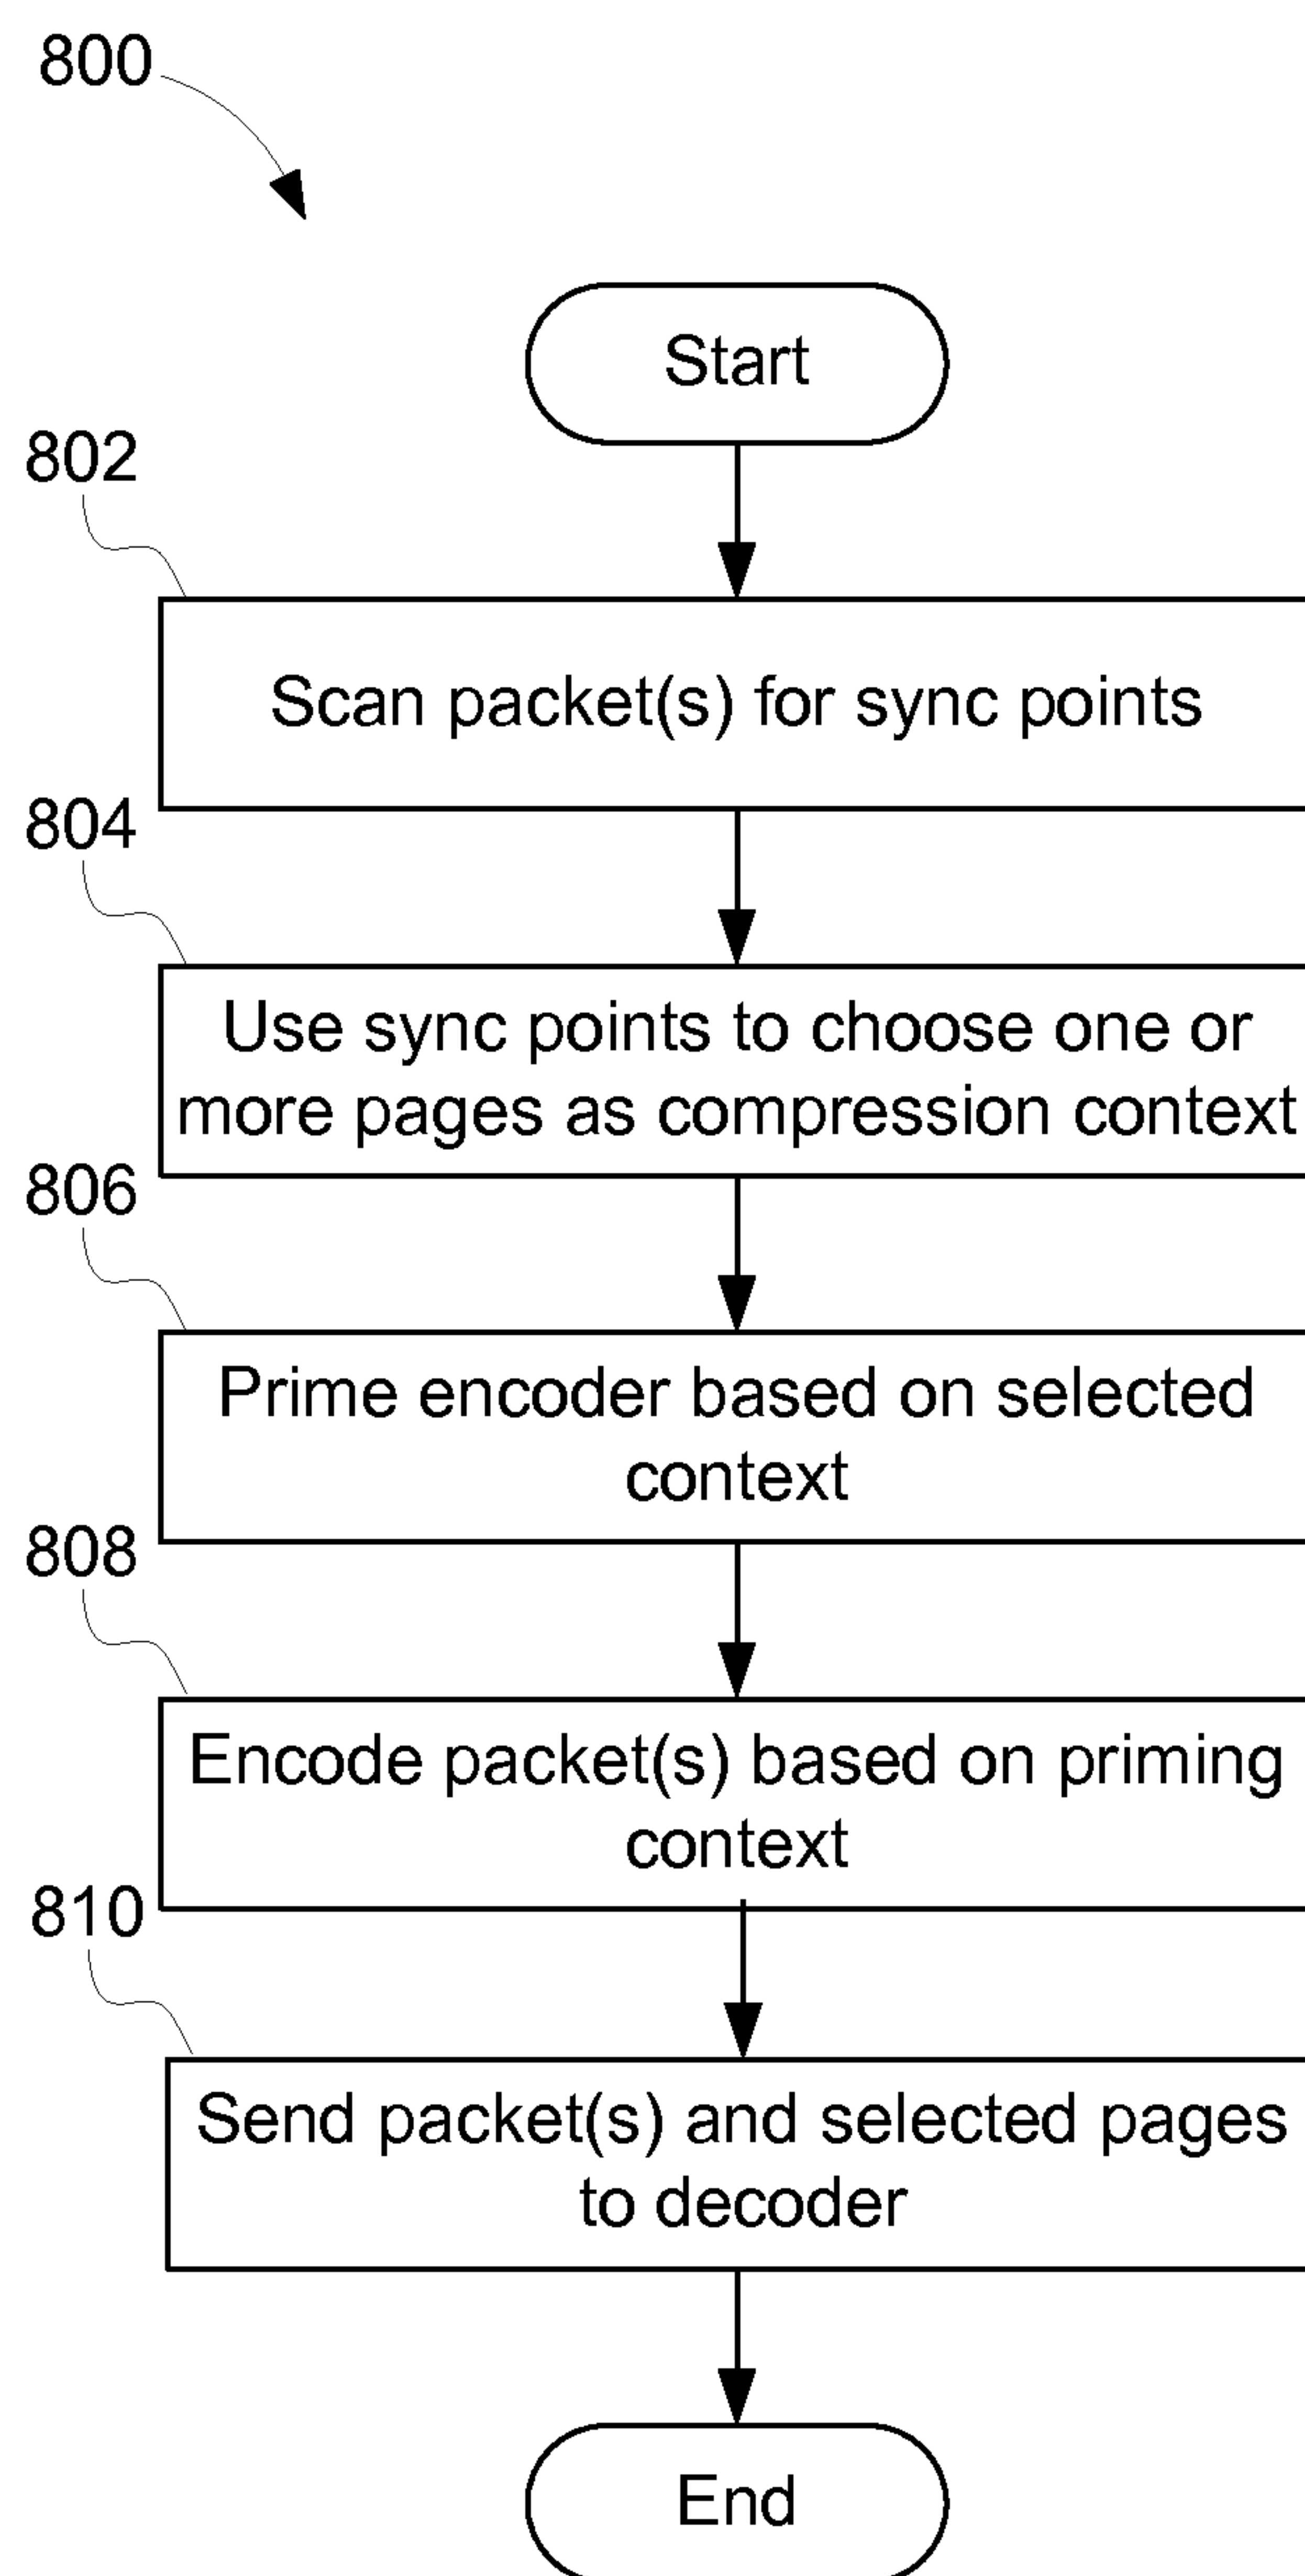 800
Start
802
Scan packet(s) for sync points
804
Use sync points to choose one or
more pages as compression context
806
Prime encoder based on selected
context
808
Encode packet(s) based on priming
context
810
Send packet(s) and selected pages
to decoder
End